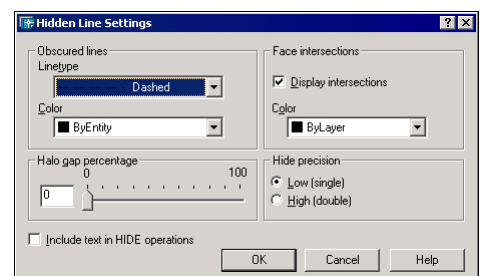 Hidden Line Settings
Obscured lines
Linetype
Dashed
Color
ByEntity
Face intersections
Display intersections
Color
ByLayer
Halo gap percentage
0 100
0
Hide precision
Low (single)
High (double)
Include text in HIDE operations
OK Cancel Help